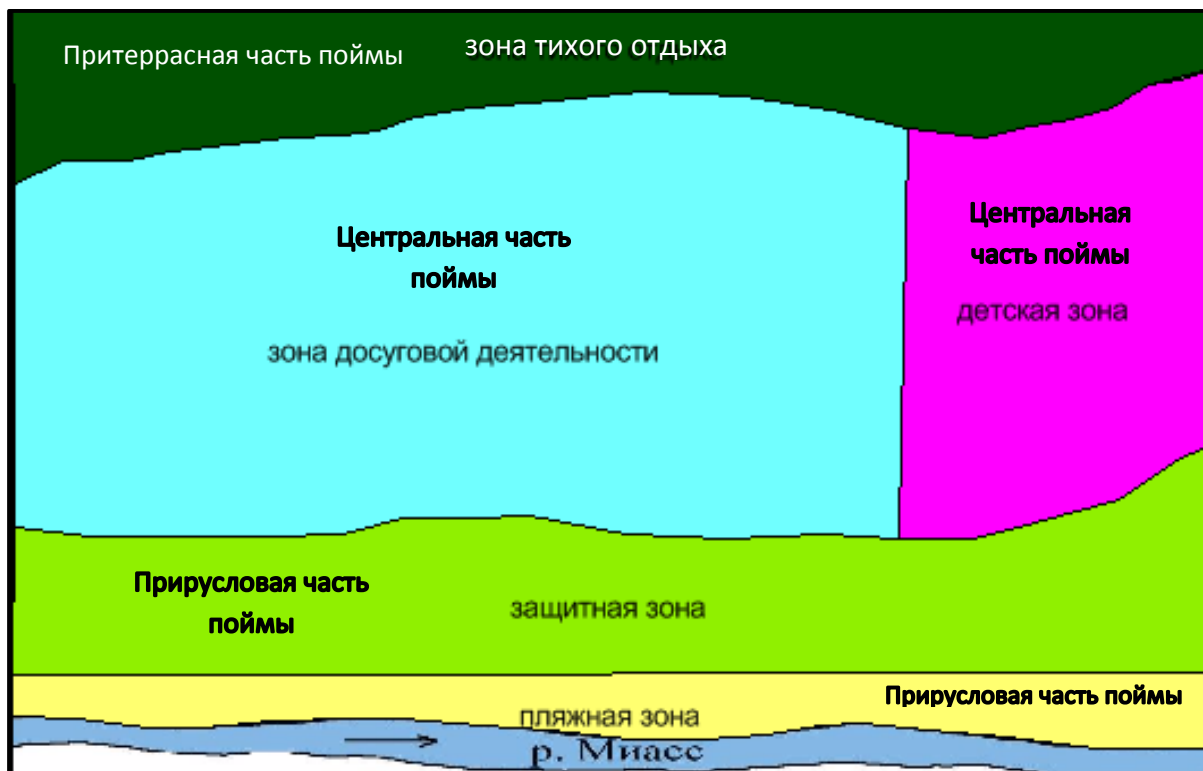 Притеррасная часть поймы
зона тихого отдыха
Центральная часть
поймы
зона досуговой деятельности
Центральная
часть поймы
детская зона
Прирусловая часть
поймы
защитная зона
Прирусловая часть поймы
пляжная зона
р. Миасс